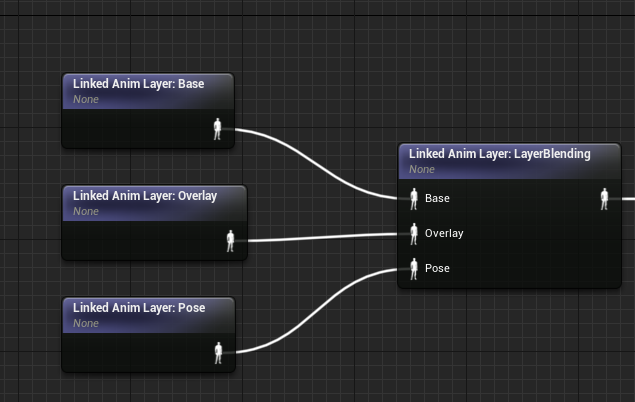 Linked Anim Layer: Base
None
Linked Anim Layer: Overlay
None
Linked Anim Layer: Pose
None
Linked Anim Layer: LayerBlending
None
Base
Overlay
Pose